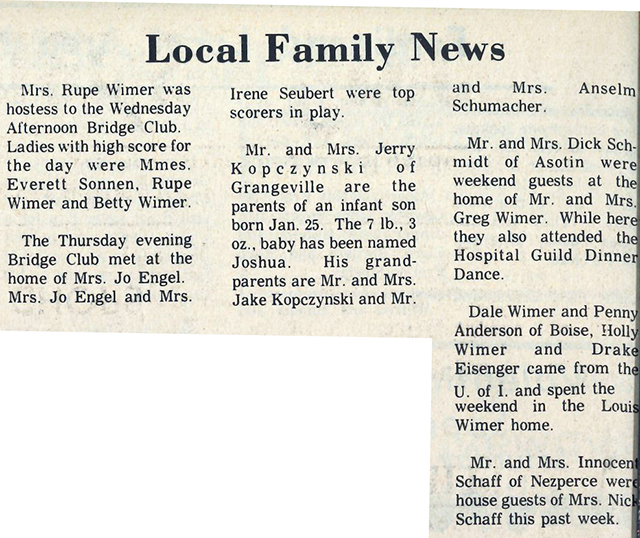 Local Family News
Mrs. Rupe Wimer was
hostess to the Wednesday
Afternoon Bridge Club.
Ladies with high score for
the day were Mmes.
Everett Sonnen, Rupe
Wimer and Betty Wimer.
The Thursday evening
Bridge Club met at the
home of Mrs. Jo Engel.
Mrs. Jo Engel and Mrs.
Irene Seubert were top
scorers in play.
Mr. and Mrs. Jerry
Kopczynski of
Grangeville are the
parents of an infant son
born Jan. 25. The 7 lb., 3
oz., baby has been named
Joshua. His grand-
parents are Mr. and Mrs.
Jake Kopczynski and Mr.
and Mrs. Anselm
Schumacher.
Mr. and Mrs. Dick Sch-
midt of Asotin were
weekend guests at the
home of Mr. and Mrs.
Greg Wimer. While here
they also attended the
Hospital Guild Dinner
Dance.
Dale Wimer and Penny
Anderson of Boise, Holly
Wimer and Drake
Eisenger came from the
U. of I. and spent the
weekend in the Louis
Wimer home.
Mr. and Mrs. Innocent
Schaff of Nezperce were
house guests of Mrs. Nick
Schaff this past week.